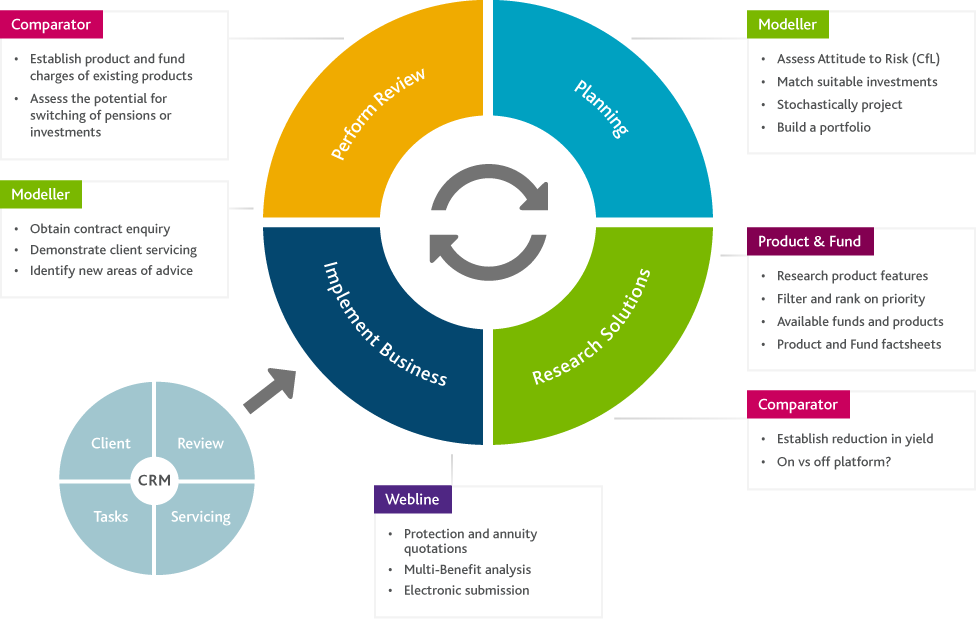 Comparator
• Establish product and fund
charges of existing products
• Assess the potential for
switching of pensions or
investments
Modeller
• Obtain contract enquiry
• Demonstrate client servicing
• Identify new areas of advice
Perform Review
Planning
Implement Business
Research Solutions
Modeller
• Assess Attitude to Risk (CfL)
• Match suitable investments
• Stochastically project
• Build a portfolio
Product & Fund
• Research product features
• Filter and rank on priority
• Available funds and products
• Product and Fund factsheets
Comparator
• Establish reduction in yield
• On vs off platform?
Client
Review
CRM
Tasks
Servicing
Webline
• Protection and annuity
quotations
• Multi-Benefit analysis
• Electronic submission